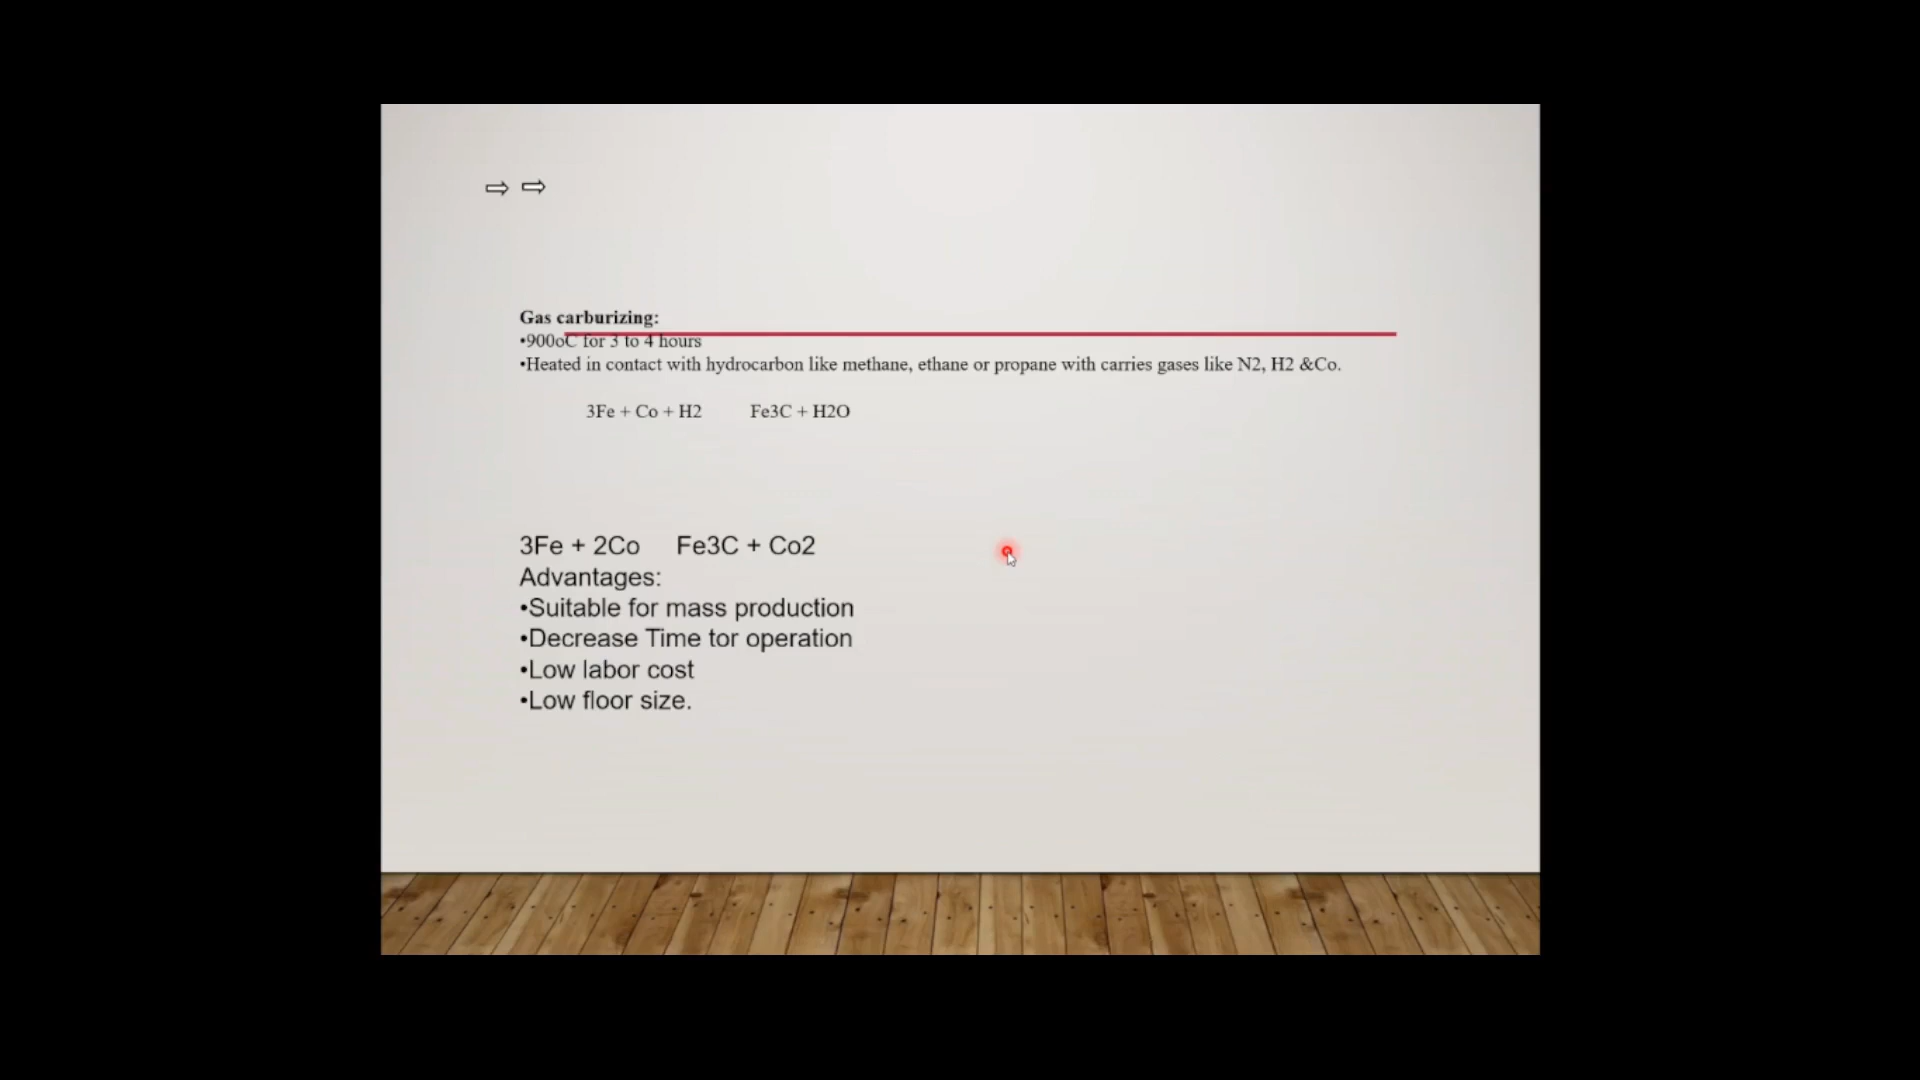 ⇨ ⇨
Gas carburizing:
•900oC for 3 to 4 hours
•Heated in contact with hydrocarbon like methane, ethane or propane with carries gases like N2, H2 &Co.
3Fe + Co + H2 Fe3C + H2O
3Fe + 2Co Fe3C + Co2
Advantages:
•Suitable for mass production
•Decrease Time tor operation
•Low labor cost
•Low floor size.